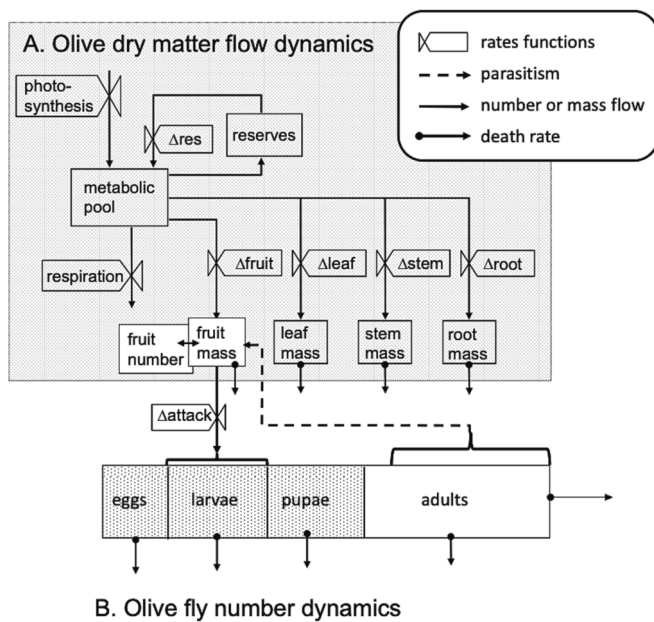 A. Olive dry matter flow dynamics
rates functions
parasitism
number or mass flow
death rate
photo-
synthesis
Δres
reserves
metabolic
pool
respiration
Δfruit
Δleaf
Δstem
Δroot
fruit
number
fruit
mass
leaf
mass
stem
mass
root
mass
Δattack
eggs
larvae
pupae
adults
B. Olive fly number dynamics